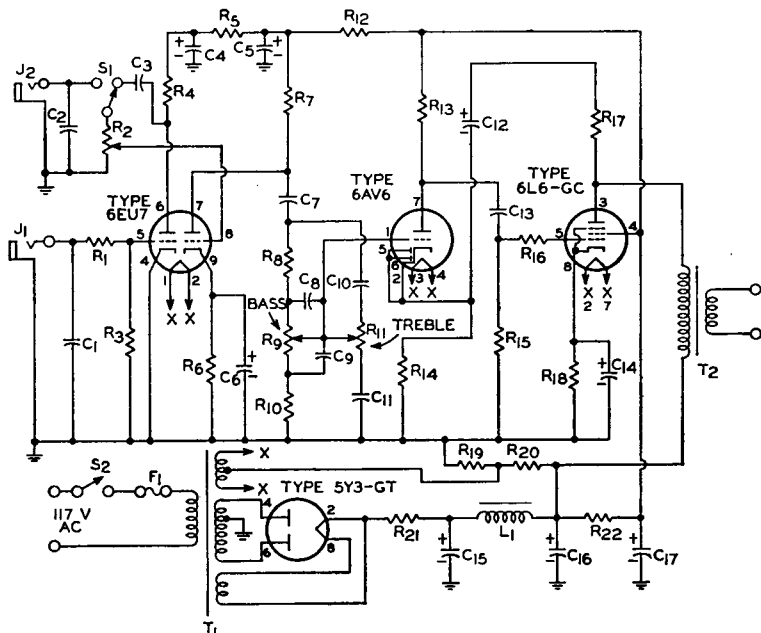 R5
R12
C4
C5
J2
S1
C3
R4
R7
R13
C12
R17
C2
R2
TYPE
6EU7
TYPE
6AV6
TYPE
6L6-GC
6
7
C7
7
C13
3
4
J1
R1
5
8
1
5
R16
4
9
R8
C10
5
6
2
3
4
8
1
2
C8
X X
X X
2
7
X X
BASS
TREBLE
C1
R3
R9
R11
R15
R6
C6
C9
R14
R18
C14
R10
C11
T2
R19
R20
X
S2
F1
X
TYPE 5Y3-GT
117 V
AC
4
2
R21
L1
R22
6
8
C15
C16
C17
T1
+
-
+
-
+
-
+
-
+
-
+
-
+
-
+
-